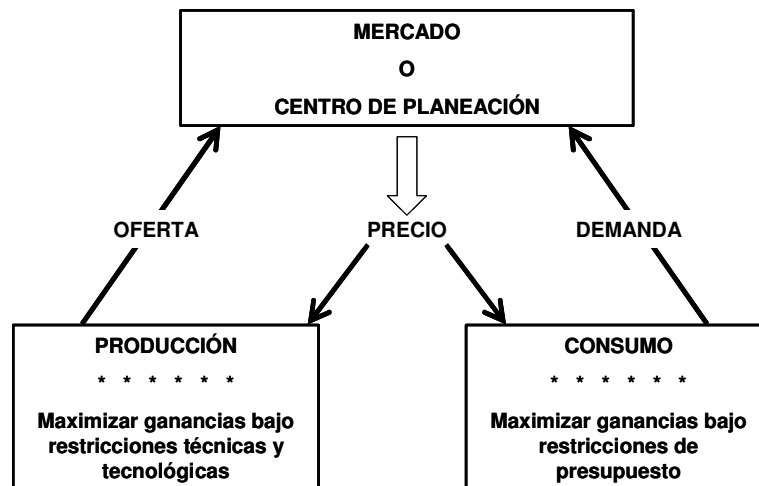 MERCADO
O
CENTRO DE PLANEACIÓN
OFERTA
PRECIO
DEMANDA
PRODUCCIÓN
* * * * * *
Maximizar ganancias bajo
restricciones técnicas y
tecnológicas
CONSUMO
* * * * * *
Maximizar ganancias bajo
restricciones de
presupuesto